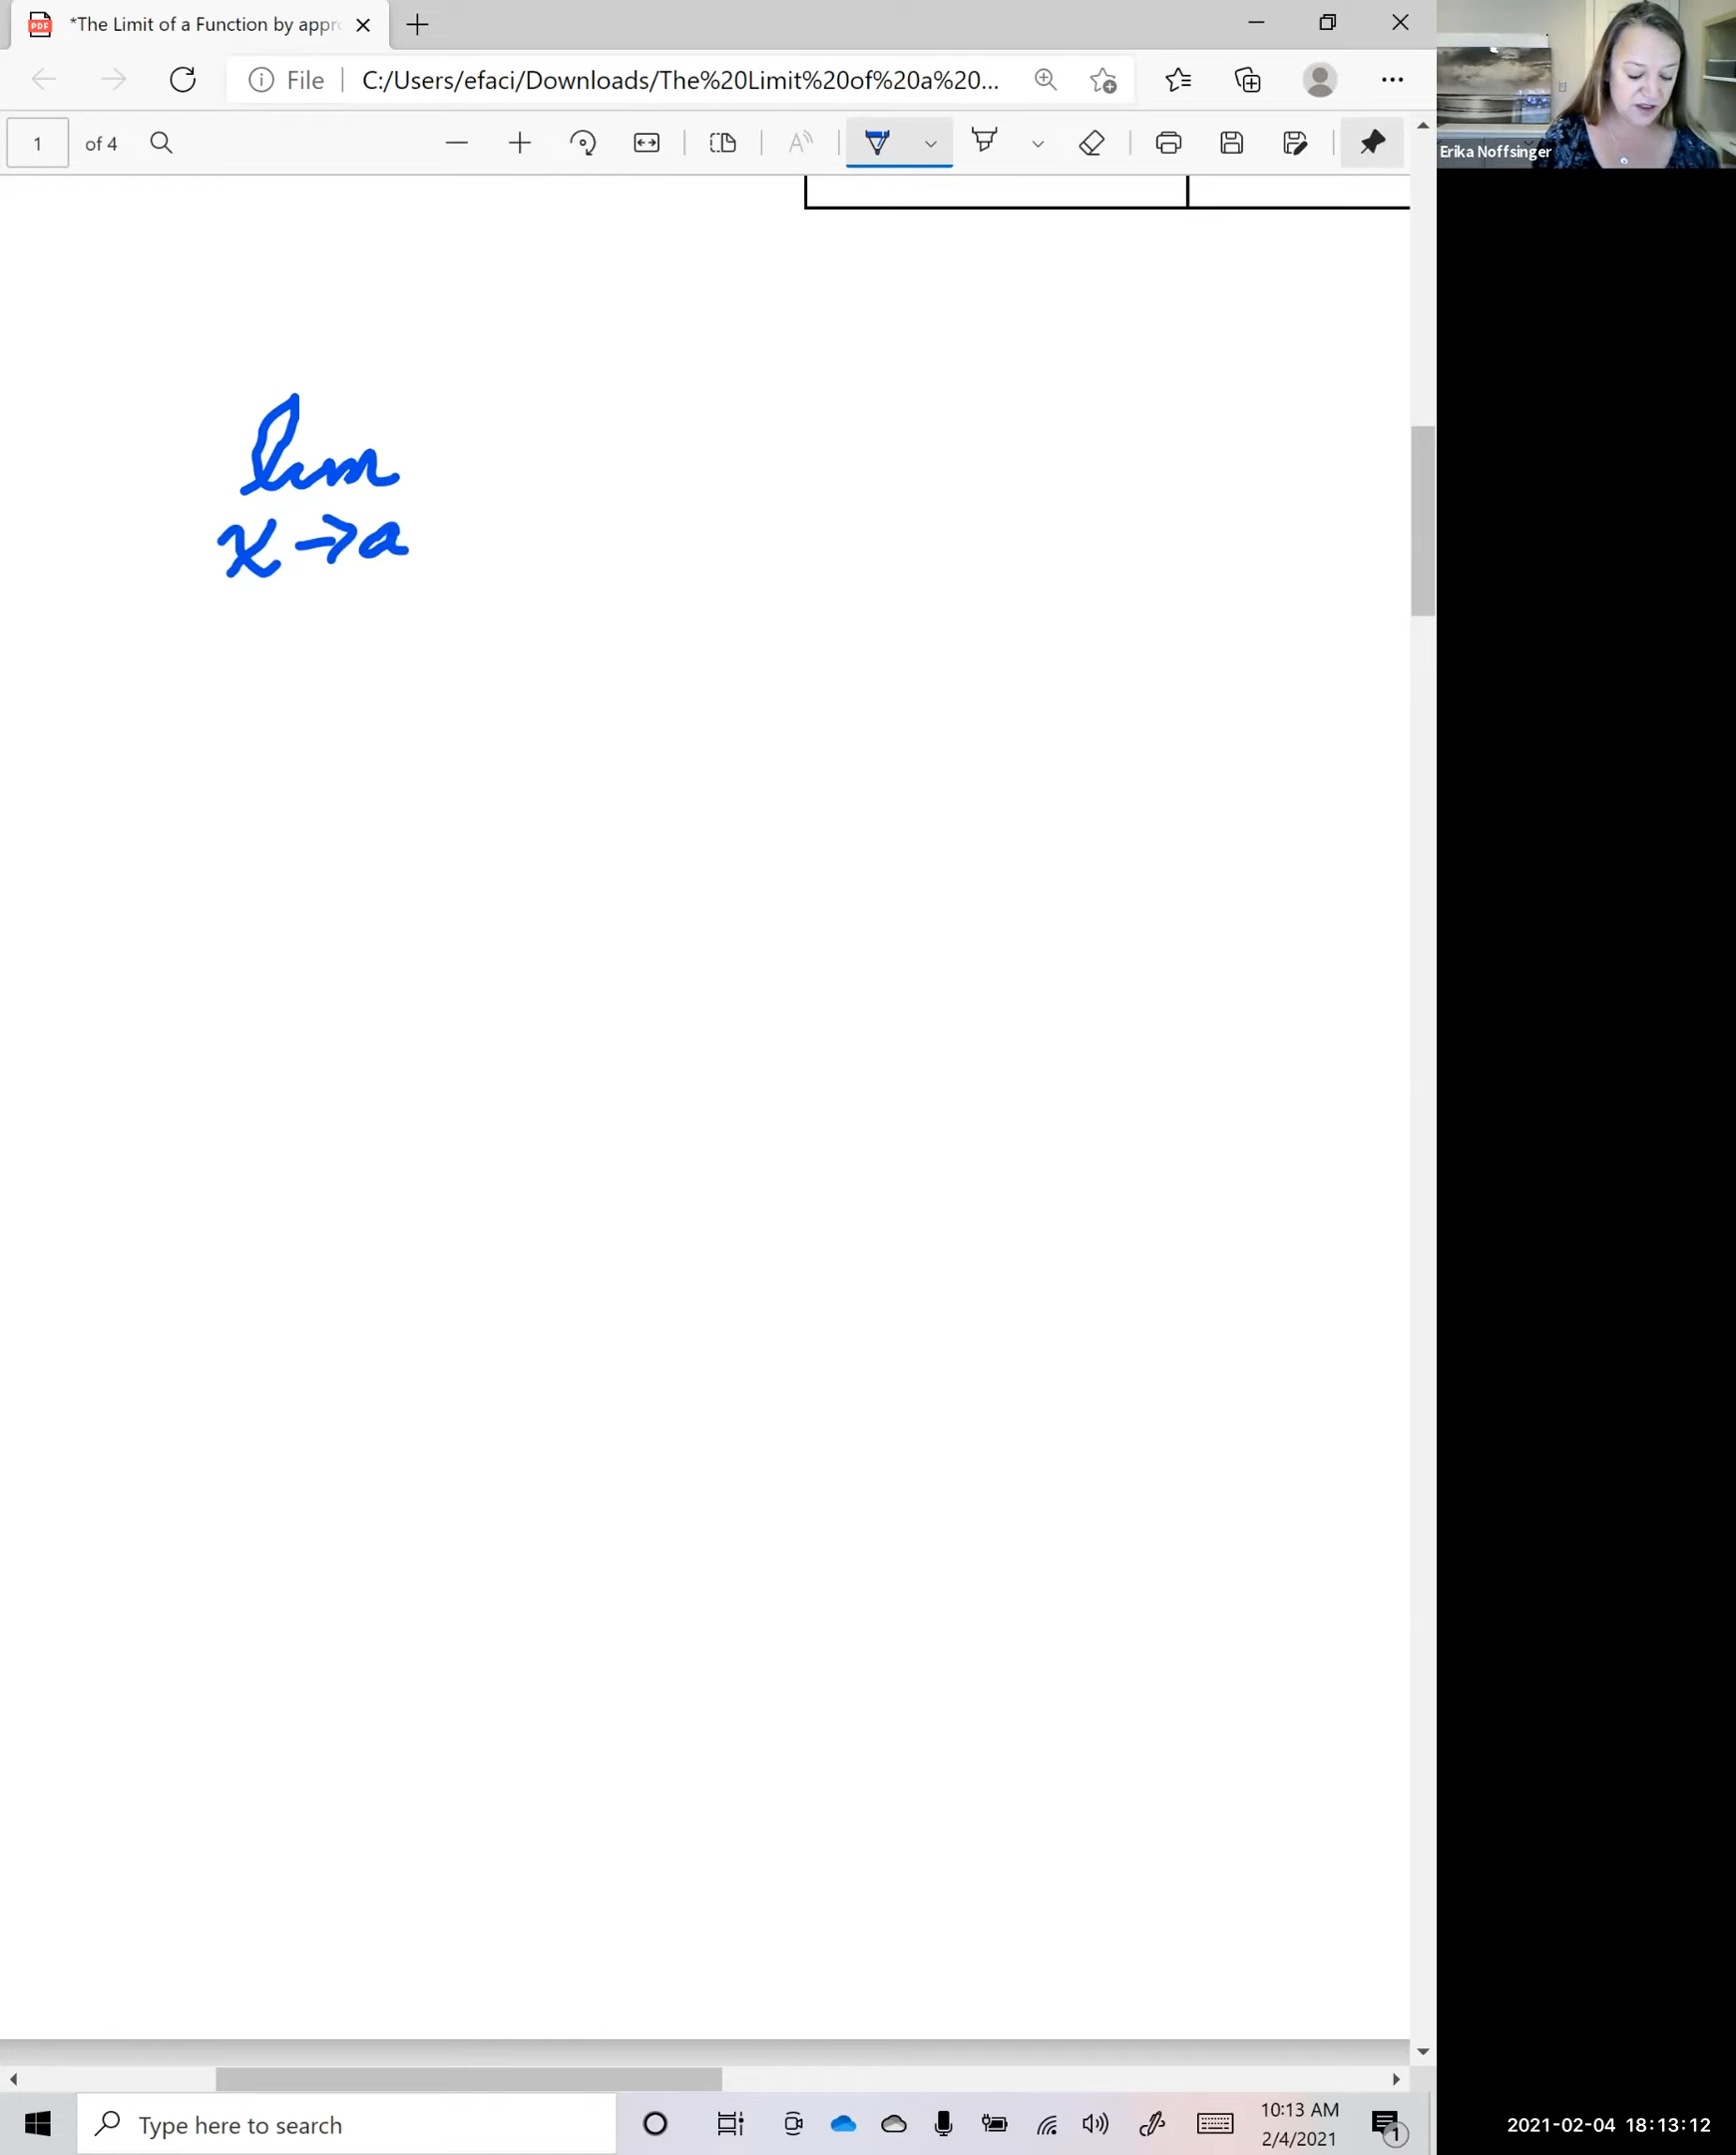 *The Limit of a Function by appr
File
C:/Users/efaci/Downloads/The%20Limit%20of%20a%20...
1 of 4
Erika Noffsinger
lim
x → a
Type here to search
10:13 AM
2/4/2021
1
2021-02-04 18:13:12